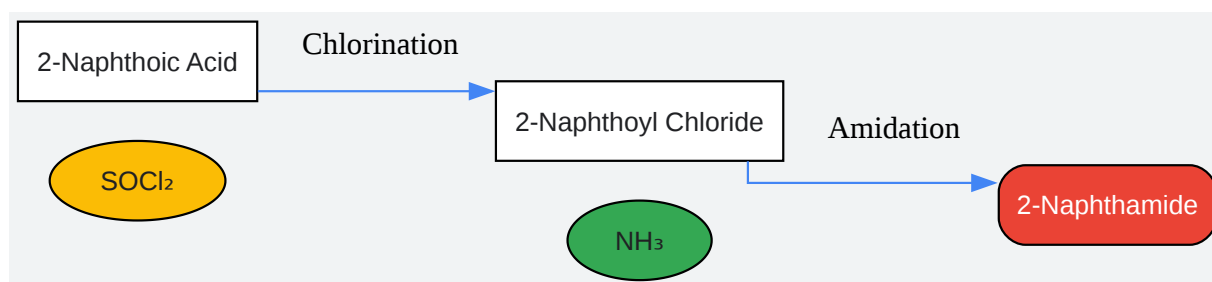 2-Naphthoic Acid
Chlorination
SOCl₂
2-Naphthoyl Chloride
Amidation
NH₃
2-Naphthamide